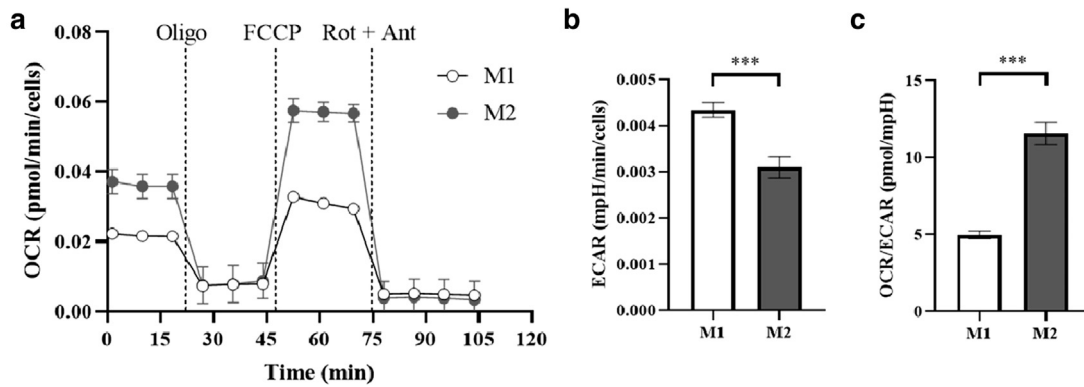 a
Oligo FCCP Rot + Ant
OCR (pmol/min/cells)
0.08
0.06
0.04
0.02
0.00
M1
M2
0 15 30 45 60 75 90 105 120
Time (min)
b
***
ECAR (mpH/min/cells)
0.005
0.004
0.003
0.002
0.001
0.000
M1 M2
c
***
OCR/ECAR (pmol/mpH)
15
10
5
0
M1 M2